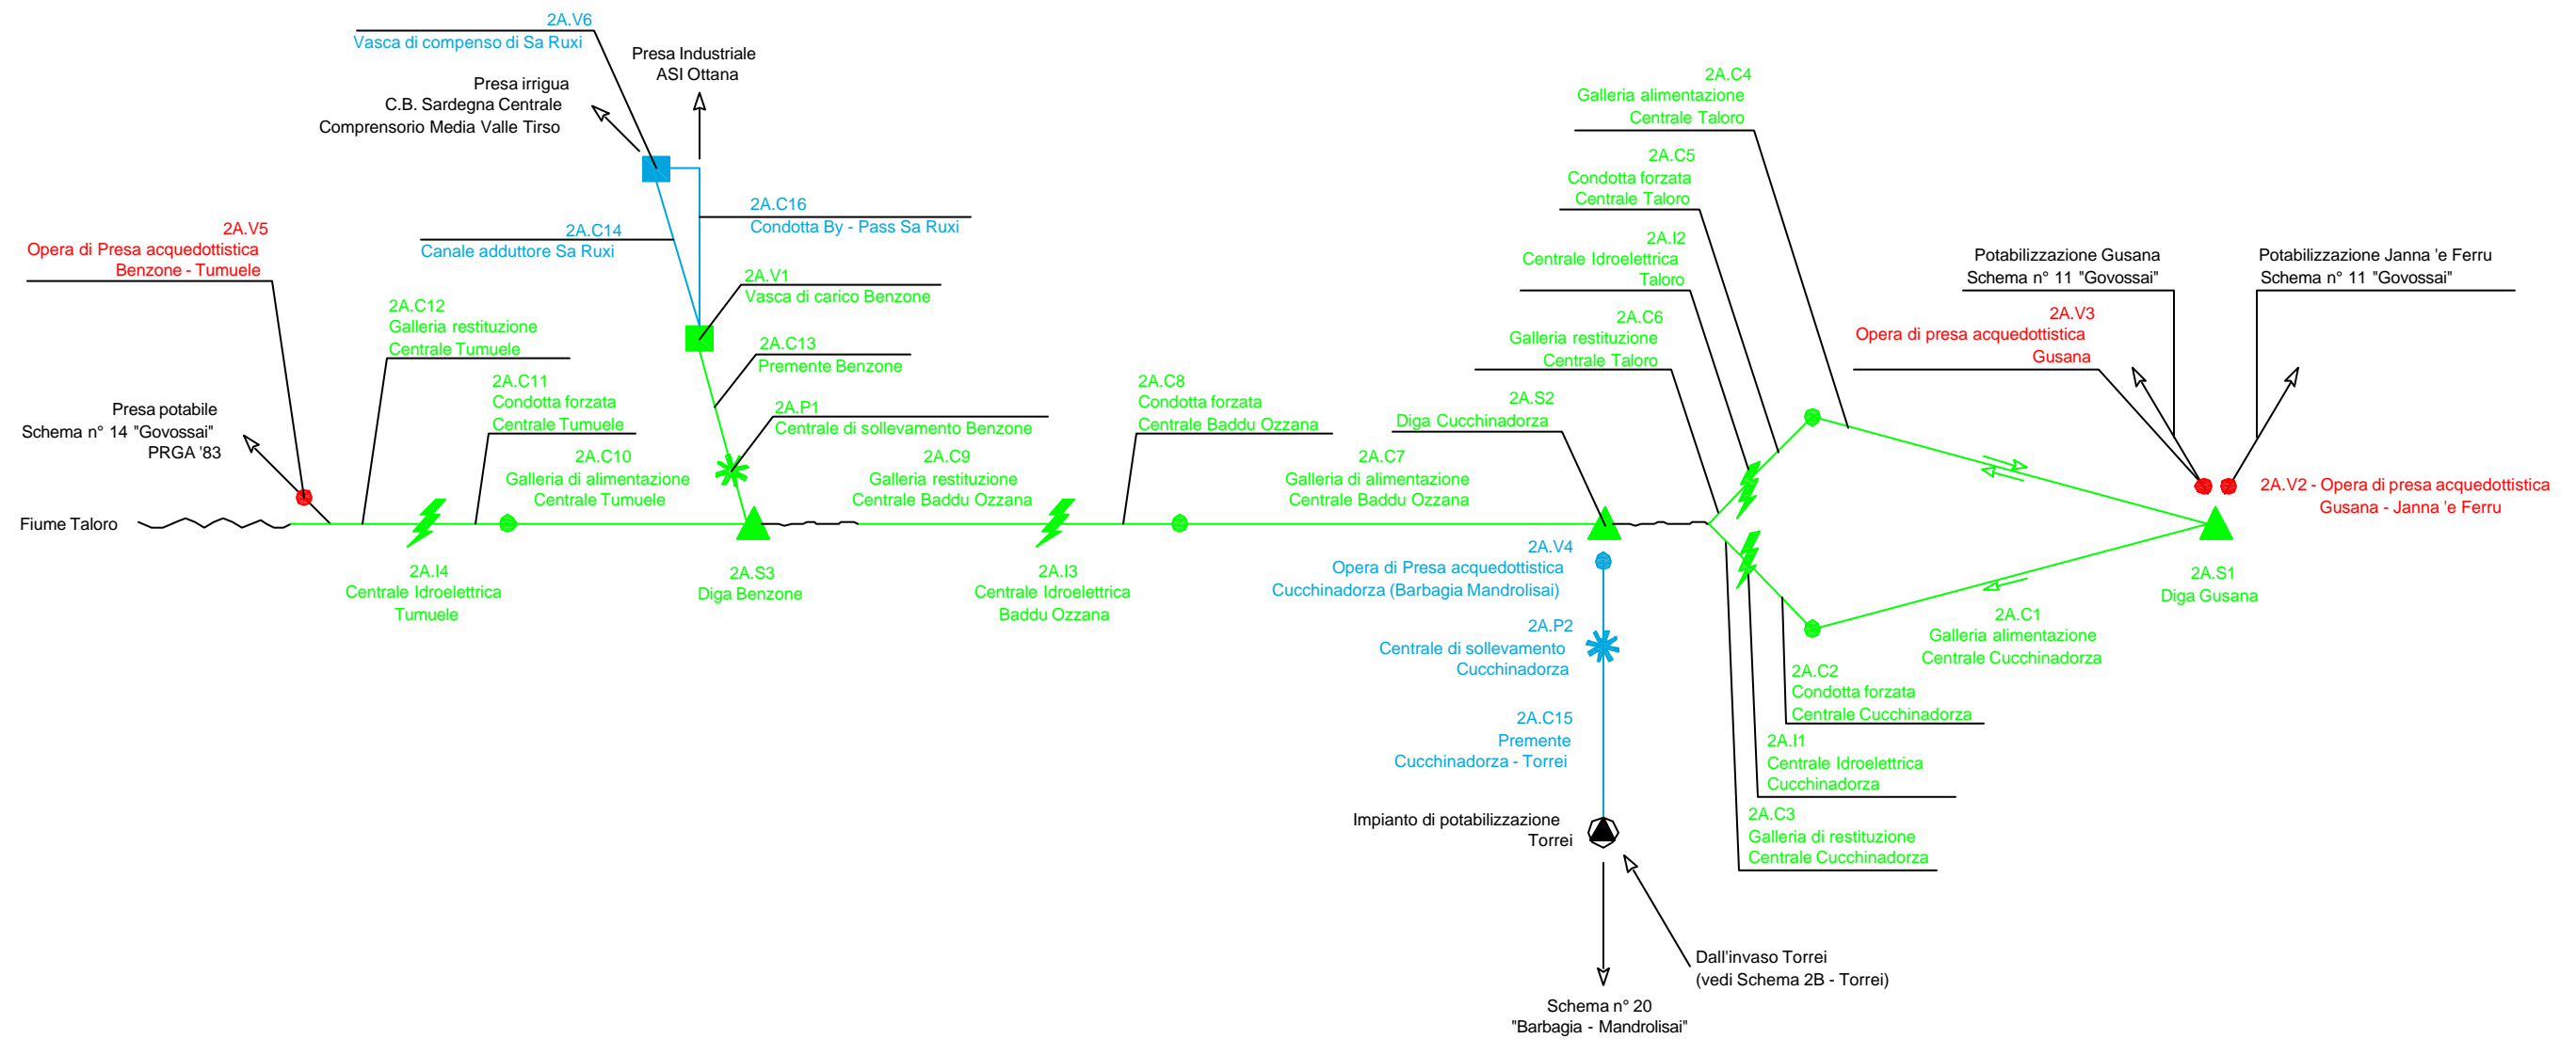 2A.V6
Vasca di compenso di Sa Ruxi
Presa Industriale
ASI Ottana
Presa irrigua
C.B. Sardegna Centrale
Comprensorio Media Valle Tirso
2A.C16
Condotta By - Pass Sa Ruxi
2A.C14
Canale adduttore Sa Ruxi
2A.V5
Opera di Presa acquedottistica
Benzone - Tumuele
2A.V1
Vasca di carico Benzone
2A.C12
Galleria restituzione
Centrale Tumuele
2A.C13
Premente Benzone
2A.C11
Condotta forzata
Centrale Tumuele
2A.P1
Centrale di sollevamento Benzone
Presa potabile
Schema n° 14 "Govossai"
PRGA '83
2A.C10
Galleria di alimentazione
Centrale Tumuele
2A.C9
Galleria restituzione
Centrale Baddu Ozzana
Fiume Taloro
2A.I4
Centrale Idroelettrica
Tumuele
2A.S3
Diga Benzone
2A.I3
Centrale Idroelettrica
Baddu Ozzana
2A.C8
Condotta forzata
Centrale Baddu Ozzana
2A.C7
Galleria di alimentazione
Centrale Baddu Ozzana
2A.S2
Diga Cucchinadorza
2A.C4
Galleria alimentazione
Centrale Taloro
2A.C5
Condotta forzata
Centrale Taloro
2A.I2
Centrale Idroelettrica
Taloro
2A.C6
Galleria restituzione
Centrale Taloro
Potabilizzazione Gusana
Schema n° 11 "Govossai"
Potabilizzazione Janna 'e Ferru
Schema n° 11 "Govossai"
2A.V3
Opera di presa acquedottistica
Gusana
2A.V2 - Opera di presa acquedottistica
Gusana - Janna 'e Ferru
2A.S1
Diga Gusana
2A.C1
Galleria alimentazione
Centrale Cucchinadorza
2A.C2
Condotta forzata
Centrale Cucchinadorza
2A.I1
Centrale Idroelettrica
Cucchinadorza
2A.C3
Galleria di restituzione
Centrale Cucchinadorza
2A.V4
Opera di Presa acquedottistica
Cucchinadorza (Barbagia Mandrolisai)
2A.P2
Centrale di sollevamento
Cucchinadorza
2A.C15
Premente
Cucchinadorza - Torrei
Impianto di potabilizzazione
Torrei
Dall'invaso Torrei
(vedi Schema 2B - Torrei)
Schema n° 20
"Barbagia - Mandrolisai"